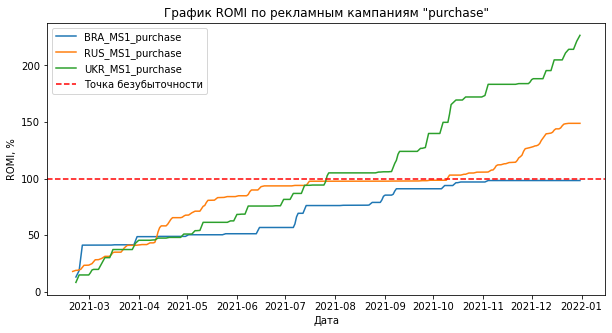 График ROMI по рекламным кампаниям "purchase"
BRA_MS1_purchase
RUS_MS1_purchase
UKR_MS1_purchase
Точка безубыточности
ROMI, %
200
150
100
50
0
2021-03 2021-04 2021-05 2021-06 2021-07 2021-08 2021-09 2021-10 2021-11 2021-12 2022-01
Дата